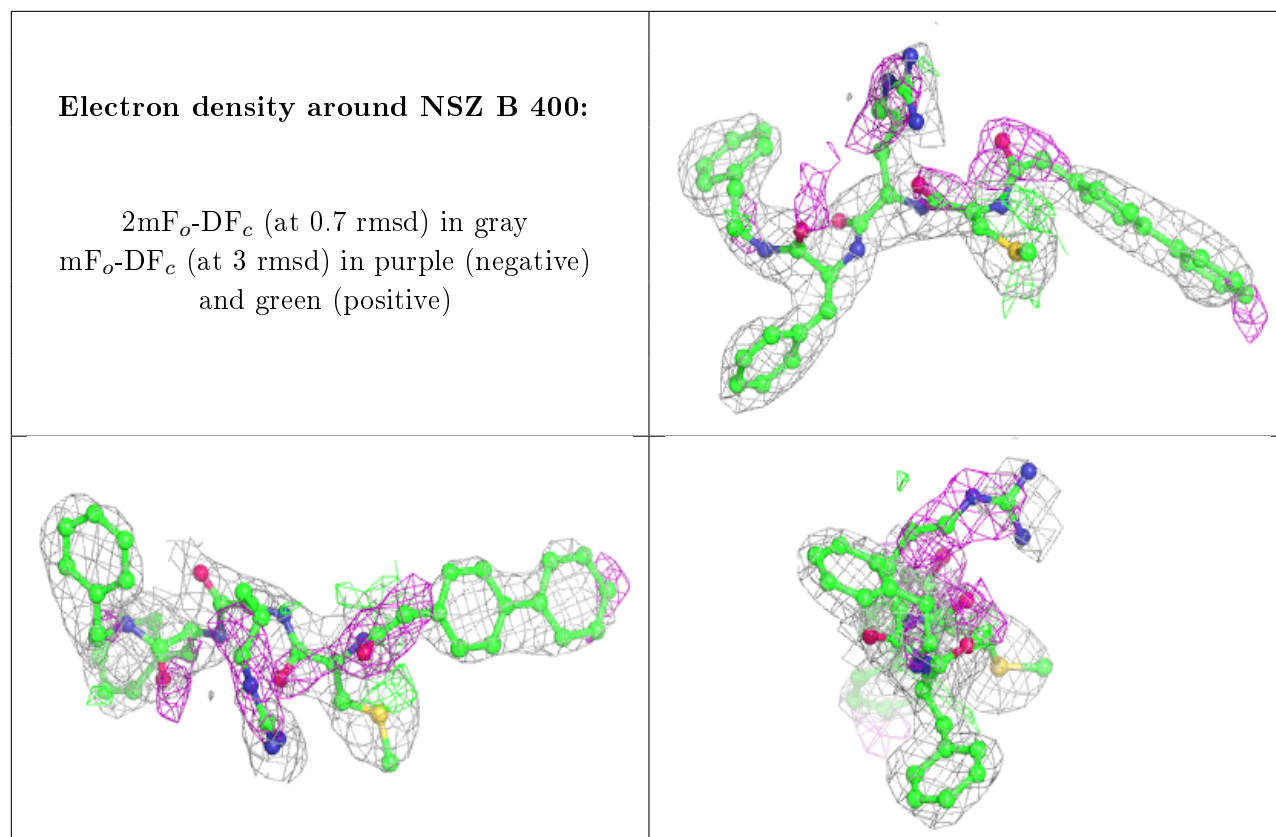 Electron density around NSZ B 400:
2mFₒ-DF𝒸 (at 0.7 rmsd) in gray
mFₒ-DF𝒸 (at 3 rmsd) in purple (negative)
and green (positive)